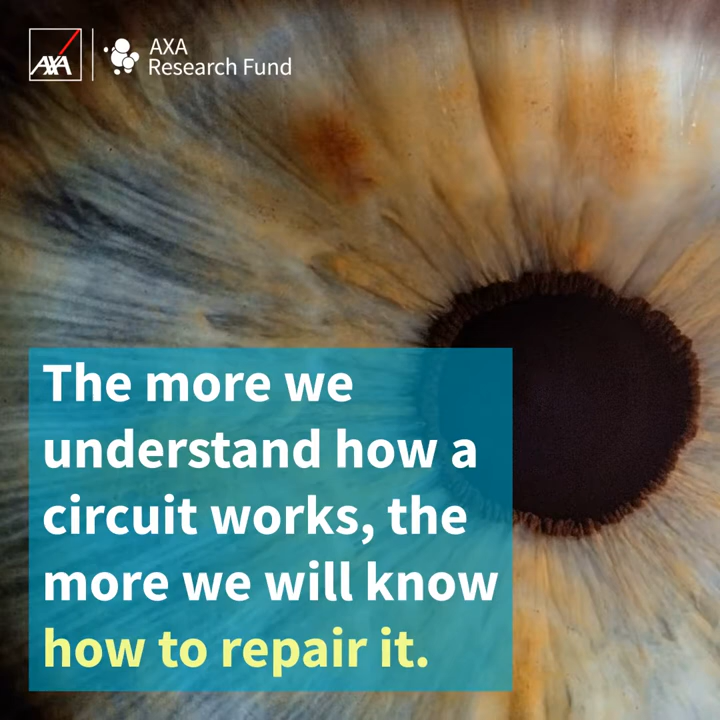 AXA
AXA
Research Fund
The more we
understand how a
circuit works, the
more we will know
how to repair it.